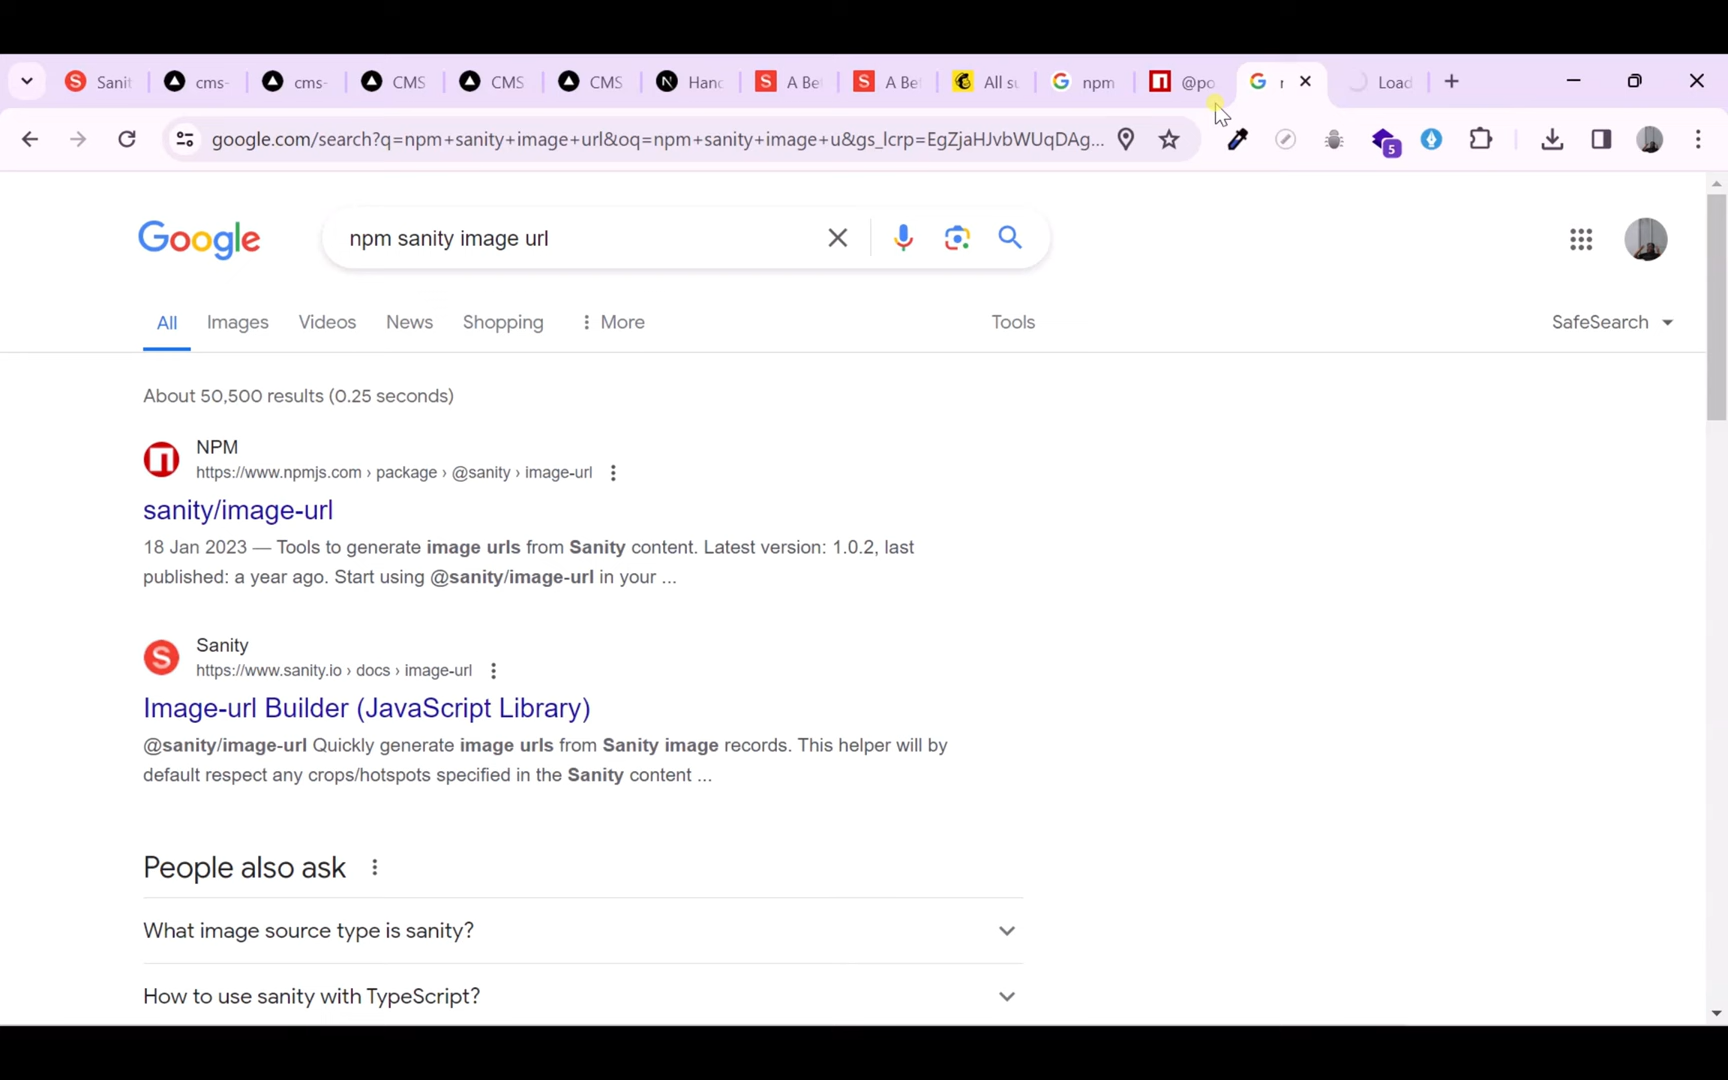 Sanit
cms-
cms-
CMS
CMS
CMS
Hand
A Be
A Be
All su
npm
@po
Load
google.com/search?q=npm+sanity+image+url&oq=npm+sanity+image+u&gs_lcrp=EgZjaHJvbWUqDAg...
5
Google
npm sanity image url
All
Images
Videos
News
Shopping
More
Tools
SafeSearch
About 50,500 results (0.25 seconds)
NPM
https://www.npmjs.com › package › @sanity › image-url
sanity/image-url
18 Jan 2023 — Tools to generate image urls from Sanity content. Latest version: 1.0.2, last
published: a year ago. Start using @sanity/image-url in your ...
Sanity
https://www.sanity.io › docs › image-url
Image-url Builder (JavaScript Library)
@sanity/image-url Quickly generate image urls from Sanity image records. This helper will by
default respect any crops/hotspots specified in the Sanity content ...
People also ask
What image source type is sanity?
How to use sanity with TypeScript?